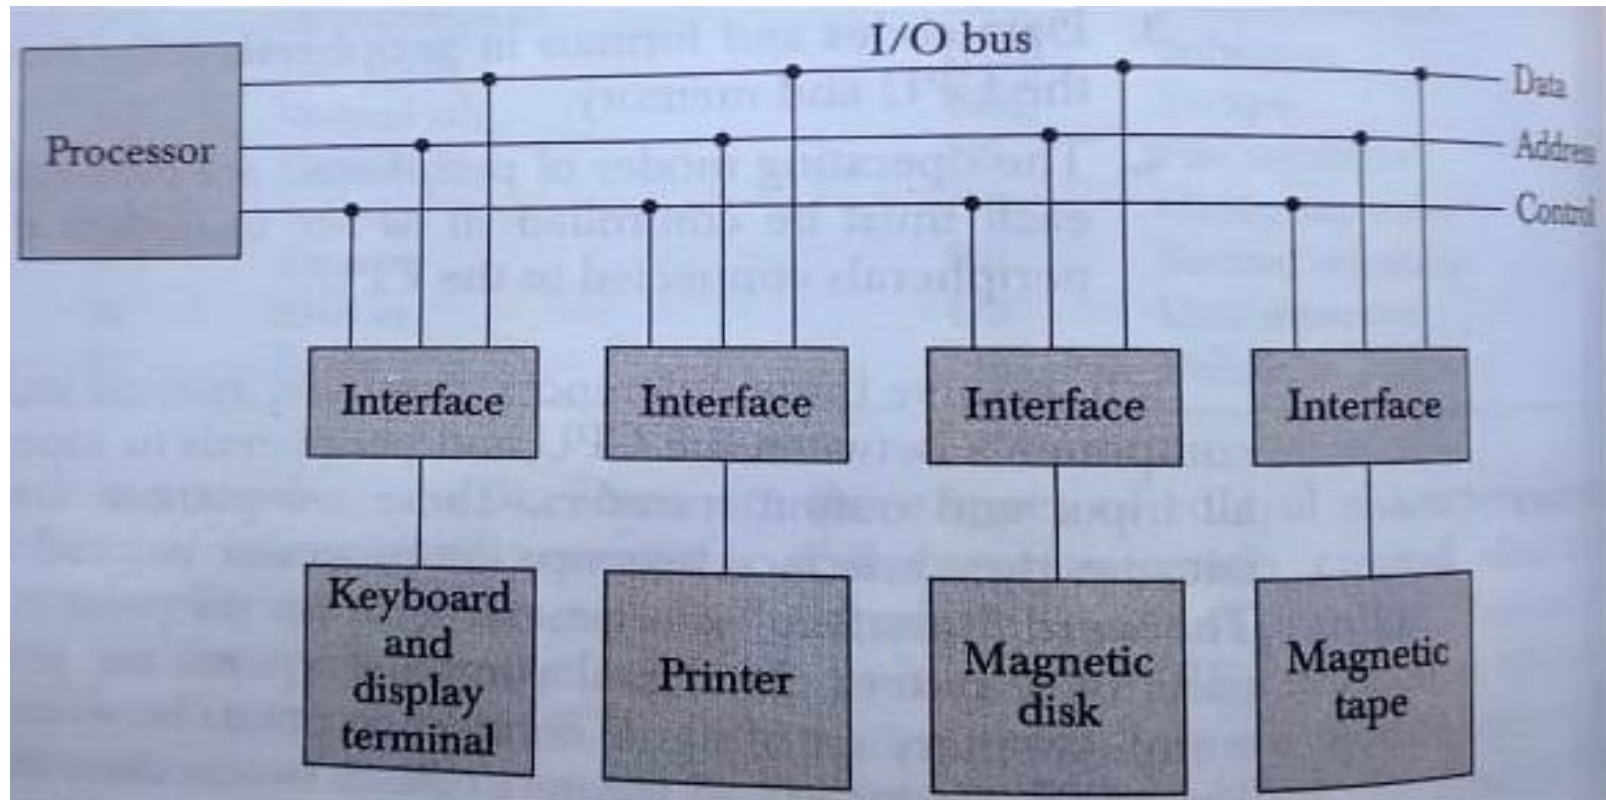 I/O bus
Data
Processor
Address
Control
Interface
Interface
Interface
Interface
Keyboard
and
display
terminal
Printer
Magnetic
disk
Magnetic
tape